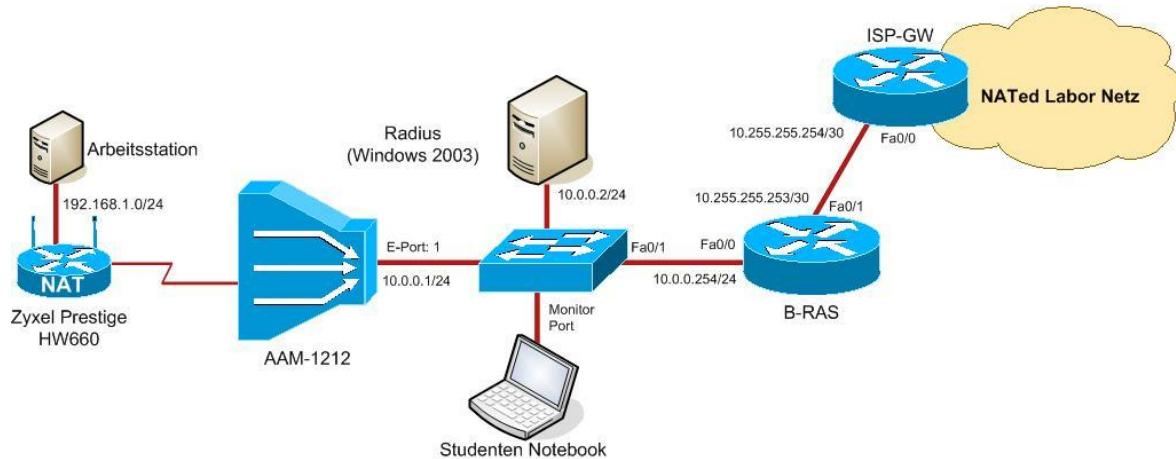 ISP-GW
NATed Labor Netz
10.255.255.254/30
Fa0/0
Radius
(Windows 2003)
Arbeitsstation
192.168.1.0/24
10.0.0.2/24
10.255.255.253/30
Fa0/1
E-Port: 1
Fa0/1
Fa0/0
NAT
10.0.0.1/24
10.0.0.254/24
Zyxel Prestige
HW660
Monitor
Port
B-RAS
AAM-1212
Studenten Notebook